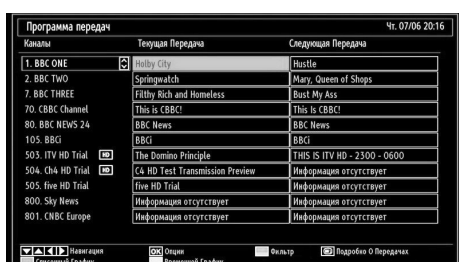 Программа передач Чт. 07/06 20:16
Каналы Текущая Передача Следующая Передача
1. BBC ONE Holby City Hustle
2. BBC TWO Springwatch Mary, Queen of Shops
7. BBC THREE Filthy Rich and Homeless Bust My Ass
70. CBBC Channel This is CBBC! This Is CBBC!
80. BBC NEWS 24 BBC News BBC News
105. BBCi BBCi BBCi
503. ITV HD Trial HD The Domino Principle THIS IS ITV HD - 2300 - 0600
504. Ch4 HD Trial HD C4 HD Test Transmission Preview Информация отсутствует
505. five HD Trial five HD Trial Информация отсутствует
800. Sky News Информация отсутствует Информация отсутствует
801. CNBC Europe Информация отсутствует Информация отсутствует
Навигация OK Опции Фильтр Подробно О Передачах